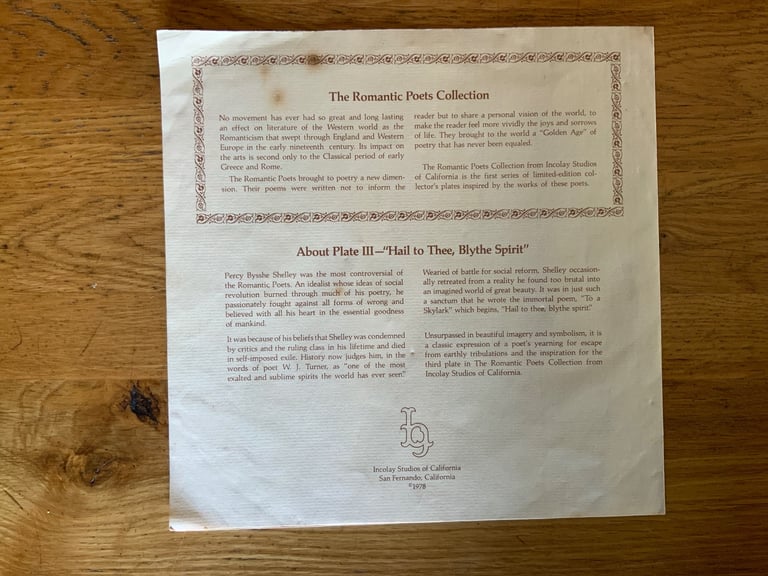 The Romantic Poets Collection
No movement has ever had so great and long lasting
an effect on literature of the Western world as the
Romanticism that swept through England and Western
Europe in the early nineteenth century. Its impact on
the arts is second only to the Classical period of early
Greece and Rome.
The Romantic Poets brought to poetry a new dimen-
sion. Their poems were written not to inform the
reader but to share a personal vision of the world, to
make the reader feel more vividly the joys and sorrows
of life. They brought to the world a "Golden Age" of
poetry that has never been equaled.
The Romantic Poets Collection from Incolay Studios
of California is the first series of limited-edition col-
lector's plates inspired by the works of these poets.
About Plate III—"Hail to Thee, Blythe Spirit"
Percy Bysshe Shelley was the most controversial of
the Romantic Poets. An idealist whose ideas of social
revolution burned through much of his poetry, he
passionately fought against all forms of wrong and
believed with all his heart in the essential goodness
of mankind.
It was because of his beliefs that Shelley was condemned
by critics and the ruling class in his lifetime and died
in self-imposed exile. History now judges him, in the
words of poet W. J. Turner, as "one of the most
exalted and sublime spirits the world has ever seen."
Wearied of battle for social reform, Shelley occasion-
ally retreated from a reality he found too brutal into
an imagined world of great beauty. It was in just such
a sanctum that he wrote the immortal poem, "To a
Skylark" which begins, "Hail to thee, blythe spirit"
Unsurpassed in beautiful imagery and symbolism, it is
a classic expression of a poet's yearning for escape
from earthly tribulations and the inspiration for the
third plate in The Romantic Poets Collection from
Incolay Studios of California.
Incolay Studios of California
San Fernando, California
©1978